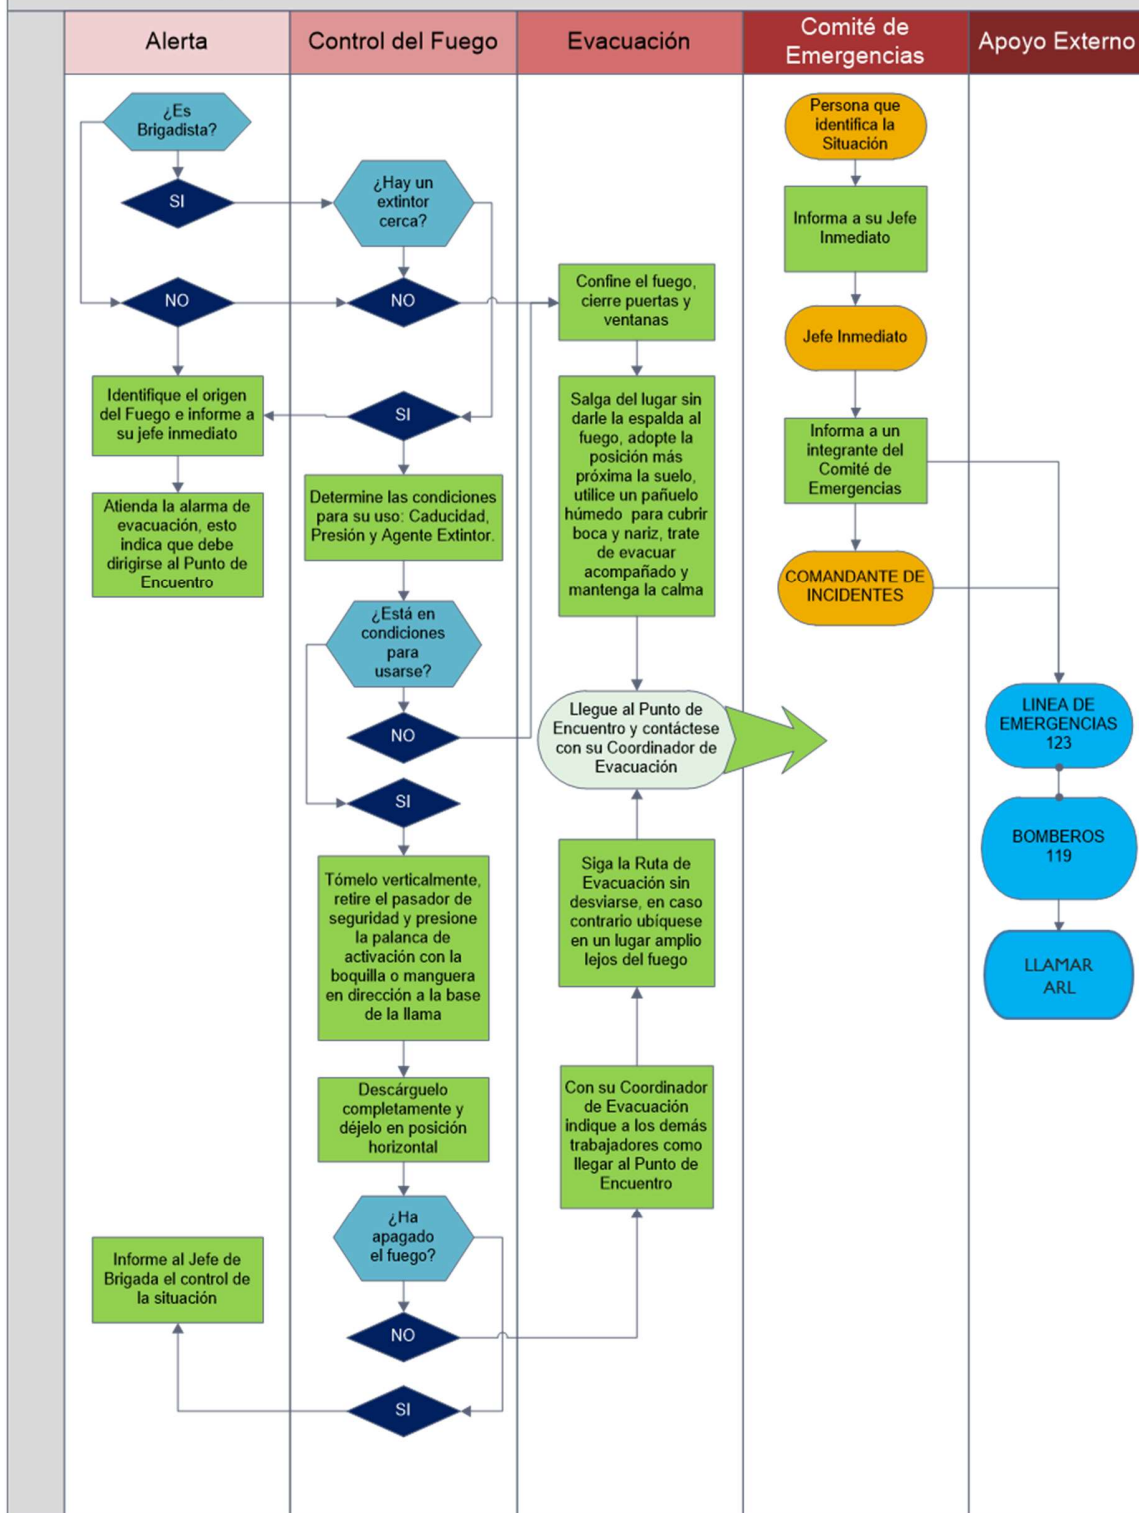 Alerta
Control del Fuego
Evacuación
Comité de
Emergencias
Apoyo Externo
¿Es
Brigadista?
SI
NO
Identifique el origen
del Fuego e informe a
su jefe inmediato
Atienda la alarma de
evacuación, esto
indica que debe
dirigirse al Punto de
Encuentro
Informe al Jefe de
Brigada el control de
la situación
¿Hay un
extintor
cerca?
NO
SI
Determine las condiciones
para su uso: Caducidad,
Presión y Agente Extintor.
¿Está en
condiciones
para
usarse?
NO
SI
Tómelo verticalmente,
retire el pasador de
seguridad y presione
la palanca de
activación con la
boquilla o manguera
en dirección a la base
de la llama
Descárguelo
completamente y
déjelo en posición
horizontal
¿Ha
apagado
el fuego?
NO
SI
Confine el fuego,
cierre puertas y
ventanas
Salga del lugar sin
darle la espalda al
fuego, adopte la
posición más
próxima la suelo,
utilice un pañuelo
húmedo para cubrir
boca y nariz, trate
de evacuar
acompañado y
mantenga la calma
Llegue al Punto de
Encuentro y contáctese
con su Coordinador de
Evacuación
Siga la Ruta de
Evacuación sin
desviarse, en caso
contrario ubíquese
en un lugar amplio
lejos del fuego
Con su Coordinador
de Evacuación
indique a los demás
trabajadores como
llegar al Punto de
Encuentro
Persona que
identifica la
Situación
Informa a su Jefe
Inmediato
Jefe Inmediato
Informa a un
integrante del
Comité de
Emergencias
COMANDANTE DE
INCIDENTES
LINEA DE
EMERGENCIAS
123
BOMBEROS
119
LLAMAR
ARL